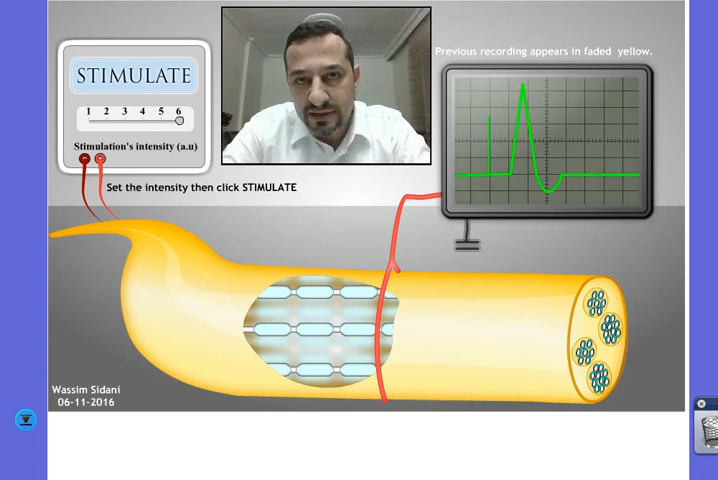 STIMULATE
1 2 3 4 5 6
Stimulation's intensity (a.u)
Set the intensity then click STIMULATE
Previous recording appears in faded yellow.
Wassim Sidani
06-11-2016